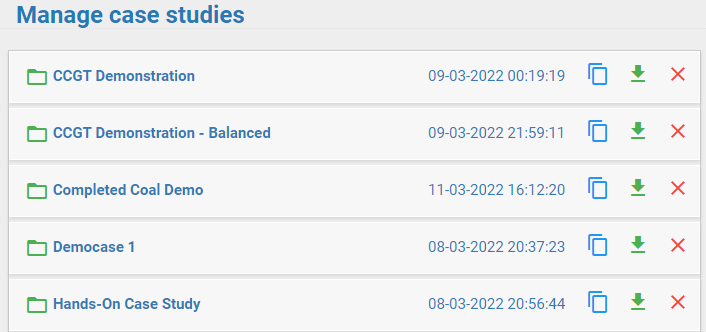 Manage case studies
CCGT Demonstration 09-03-2022 00:19:19
CCGT Demonstration - Balanced 09-03-2022 21:59:11
Completed Coal Demo 11-03-2022 16:12:20
Democase 1 08-03-2022 20:37:23
Hands-On Case Study 08-03-2022 20:56:44